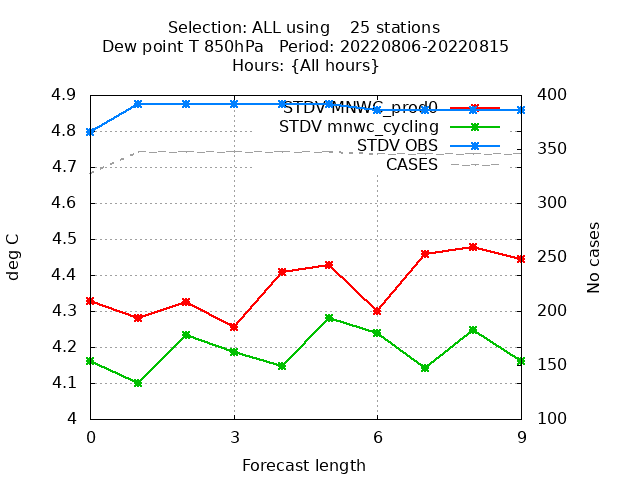 Selection: ALL using    25 stations
Dew point T 850hPa   Period: 20220806-20220815
Hours: {All hours}
4.9
4.8
4.7
4.6
4.5
4.4
4.3
4.2
4.1
4
deg C
STDV MNWC_prod0
STDV mnwc_cycling
STDV OBS
CASES
400
350
300
250
200
150
100
No cases
0 3 6 9
Forecast length